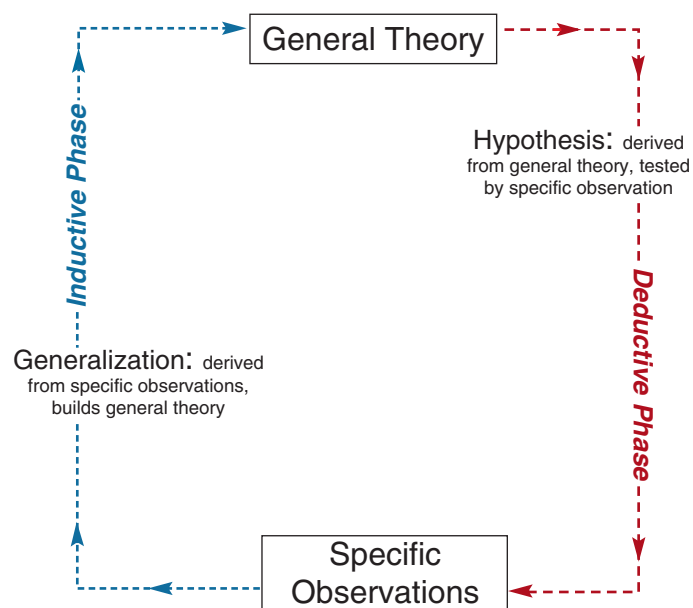 General Theory
Hypothesis: derived
from general theory, tested
by specific observation
Inductive Phase
Deductive Phase
Generalization: derived
from specific observations,
builds general theory
Specific
Observations